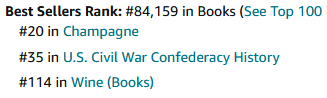 Best Sellers Rank: #84,159 in Books (See Top 100
#20 in Champagne
#35 in U.S. Civil War Confederacy History
#114 in Wine (Books)